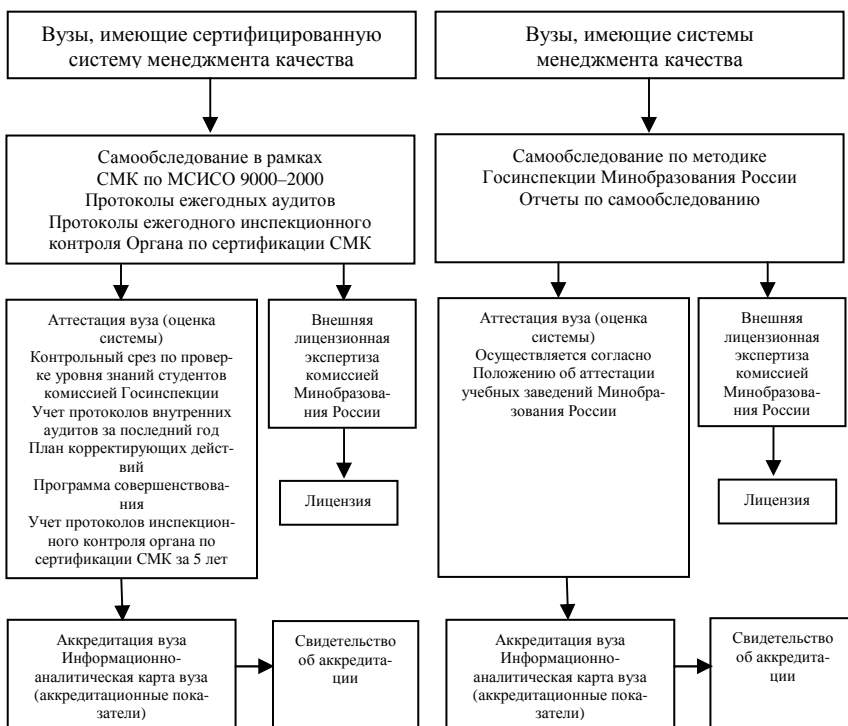 Вузы, имеющие сертифицированную
систему менеджмента качества
Вузы, имеющие системы
менеджмента качества
Самообследование в рамках
СМК по МСИСО 9000–2000
Протоколы ежегодных аудитов
Протоколы ежегодного инспекционного
контроля Органа по сертификации СМК
Самообследование по методике
Госинспекции Минобразования России
Отчеты по самообследованию
Аттестация вуза (оценка
системы)
Контрольный срез по провер-
ке уровня знаний студентов
комиссией Госинспекции
Учет протоколов внутренних
аудитов за последний год
План корректирующих дейст-
вий
Программа совершенствова-
ния
Учет протоколов инспекцион-
ного контроля органа по
сертификации СМК за 5 лет
Внешняя
лицензионная
экспертиза
комиссией
Минобразова-
ния России
Лицензия
Аттестация вуза (оценка
системы)
Осуществляется согласно
Положению об аттестации
учебных заведений Минобра-
зования России
Внешняя
лицензионная
экспертиза
комиссией
Минобразова-
ния России
Лицензия
Аккредитация вуза
Информационно-
аналитическая карта вуза
(аккредитационные пока-
затели)
Свидетельство
об аккредита-
ции
Аккредитация вуза
Информационно-
аналитическая карта вуза
(аккредитационные пока-
затели)
Свидетельство
об аккредита-
ции